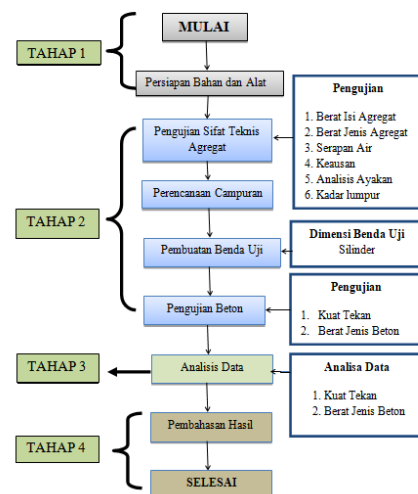 MULAI
TAHAP 1
Persiapan Bahan dan Alat
Pengujian Sifat Teknis
Agregat
Pengujian
1. Berat Isi Agregat
2. Berat Jenis Agregat
3. Serapan Air
4. Keausan
5. Analisis Ayakan
6. Kadar lumpur
Perencanaan Campuran
TAHAP 2
Pembuatan Benda Uji
Dimensi Benda Uji
Silinder
Pengujian Beton
Pengujian
1. Kuat Tekan
2. Berat Jenis Beton
TAHAP 3
Analisis Data
Analisa Data
1. Kuat Tekan
2. Berat Jenis Beton
TAHAP 4
Pembahasan Hasil
SELESAI